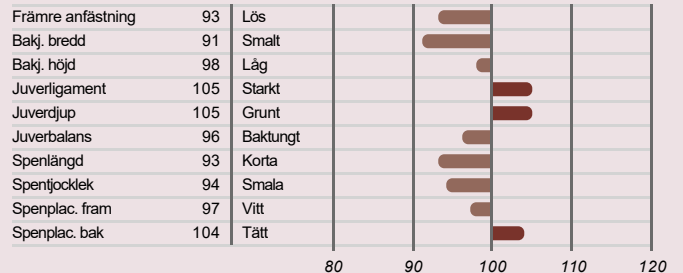 Främre anfästning 93 Lös
Bakj. bredd 91 Smalt
Bakj. höjd 98 Låg
Juverligament 105 Starkt
Juverdjup 105 Grunt
Juverbalans 96 Baktungt
Spenlängd 93 Korta
Spentjocklek 94 Smala
Spenplac. fram 97 Vitt
Spenplac. bak 104 Tätt
80 90 100 110 120